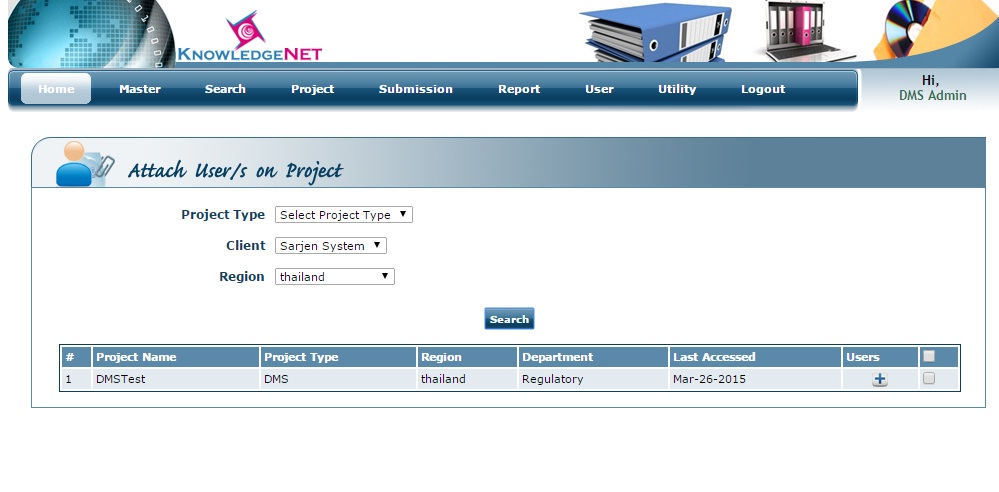 KNOWLEDGENET
Home Master Search Project Submission Report User Utility Logout
Hi,
DMS Admin
Attach User/s on Project
Project Type Select Project Type
Client Sarjen System
Region thailand
Search
# Project Name Project Type Region Department Last Accessed Users
1 DMSTest DMS thailand Regulatory Mar-26-2015